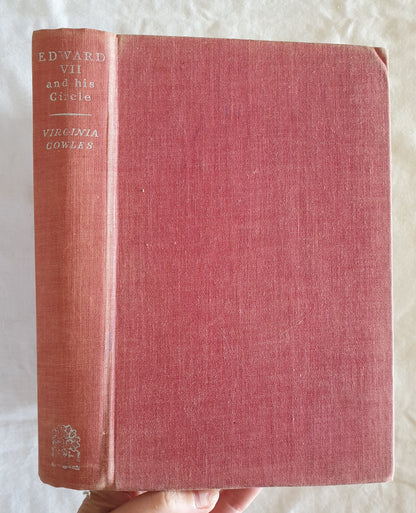 EDWARD
VII
and his
Circle
VIRGINIA
COWLES